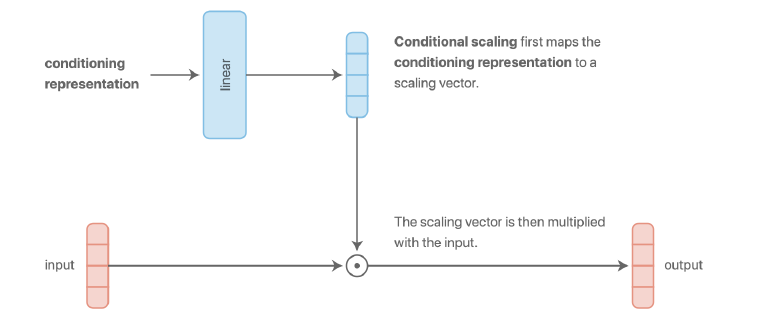 conditioning
representation
linear
Conditional scaling first maps the
conditioning representation to a
scaling vector.
The scaling vector is then multiplied
with the input.
input
output